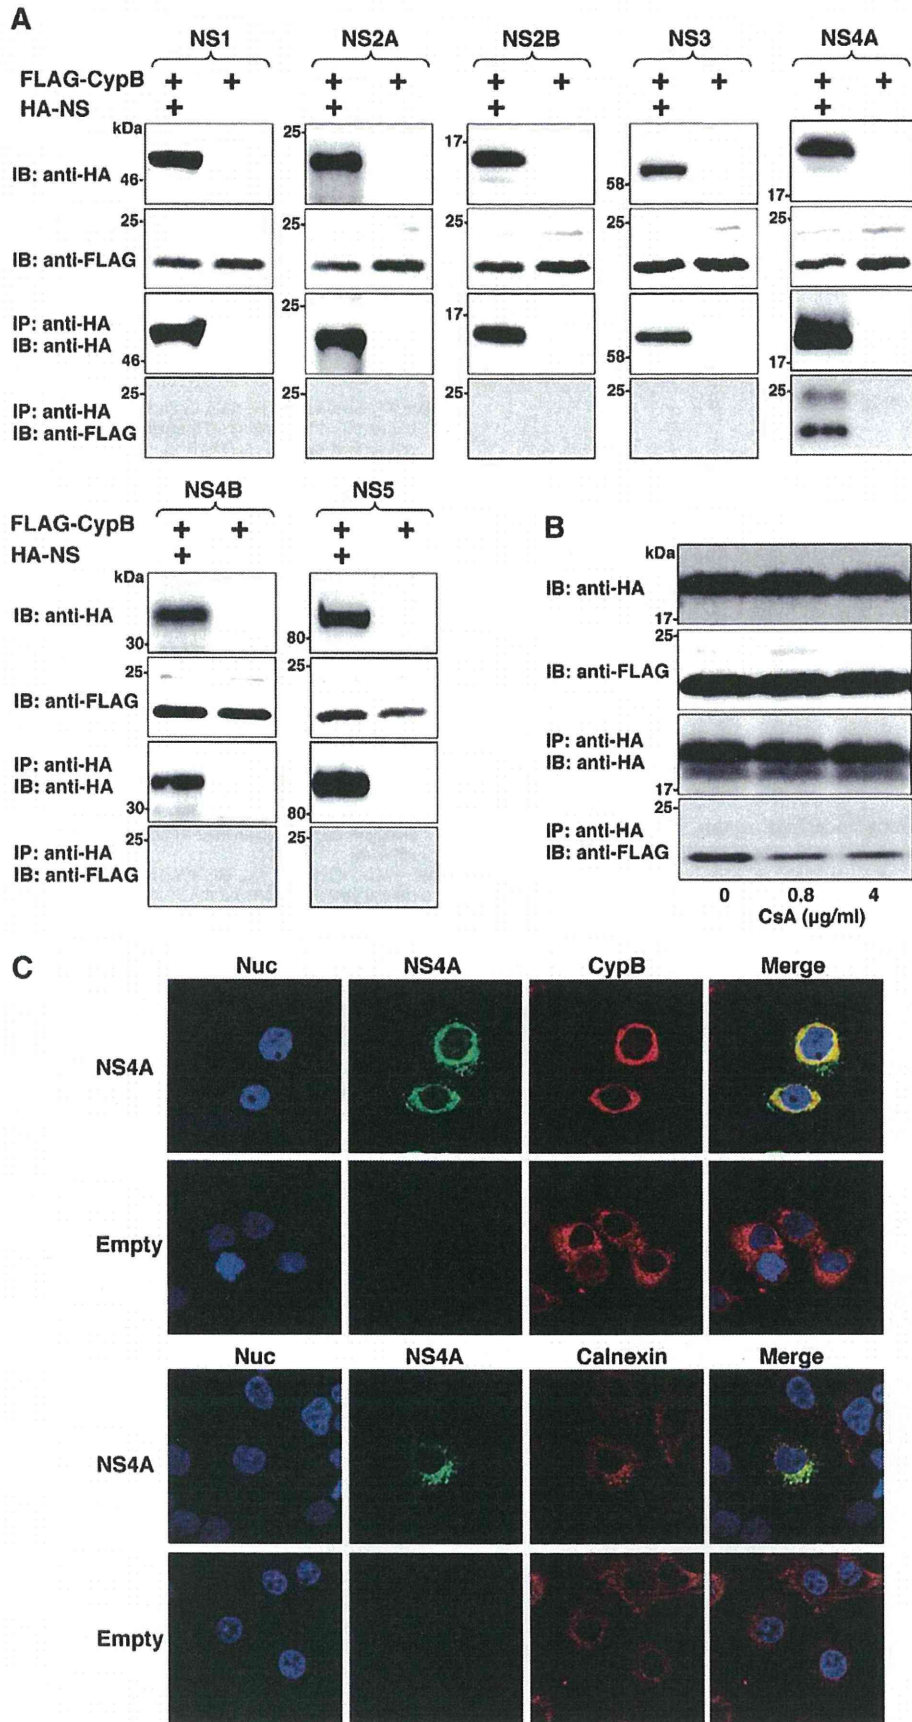 A
NS1 NS2A NS2B NS3 NS4A
FLAG-CypB + + + + + + + + + +
HA-NS + + + + +
kDa
IB: anti-HA 46- 25- 17- 58- 17-
IB: anti-FLAG 25- 25- 25- 25- 25-
IP: anti-HA
IB: anti-HA 46- 25- 17- 58- 17-
IP: anti-HA
IB: anti-FLAG 25- 25- 25- 25- 25-
NS4B NS5
FLAG-CypB + + + +
HA-NS + +
kDa
IB: anti-HA 30- 80-
IB: anti-FLAG 25- 25-
IP: anti-HA
IB: anti-HA 30- 80-
IP: anti-HA
IB: anti-FLAG 25- 25-
B
kDa
IB: anti-HA 17-
IB: anti-FLAG 25-
IP: anti-HA
IB: anti-HA 17-
IP: anti-HA
IB: anti-FLAG 25-
0 0.8 4
CsA (µg/ml)
C
Nuc NS4A CypB Merge
NS4A
Empty
Nuc NS4A Calnexin Merge
NS4A
Empty